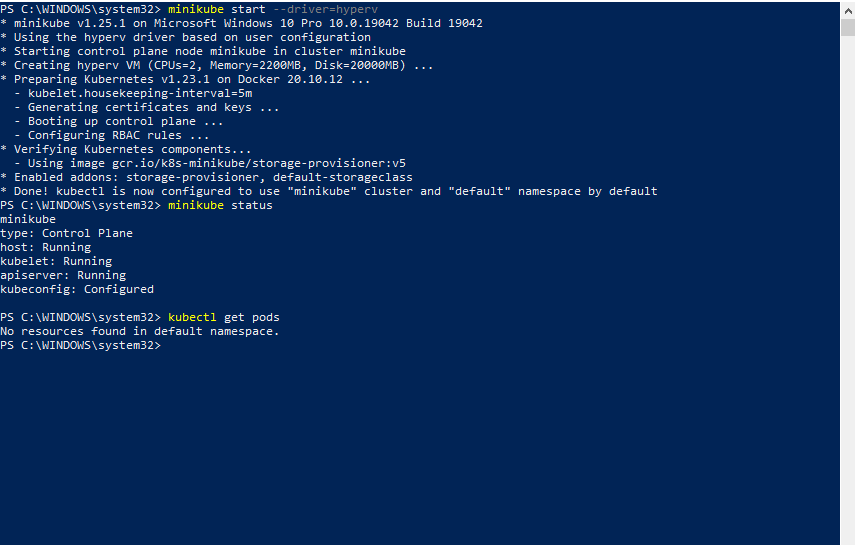 PS C:\WINDOWS\system32> minikube start --driver=hyperv
* minikube v1.25.1 on Microsoft Windows 10 Pro 10.0.19042 Build 19042
* Using the hyperv driver based on user configuration
* Starting control plane node minikube in cluster minikube
* Creating hyperv VM (CPUs=2, Memory=2200MB, Disk=20000MB) ...
* Preparing Kubernetes v1.23.1 on Docker 20.10.12 ...
  - kubelet.housekeeping-interval=5m
  - Generating certificates and keys ...
  - Booting up control plane ...
  - Configuring RBAC rules ...
* Verifying Kubernetes components...
  - Using image gcr.io/k8s-minikube/storage-provisioner:v5
* Enabled addons: storage-provisioner, default-storageclass
* Done! kubectl is now configured to use "minikube" cluster and "default" namespace by default
PS C:\WINDOWS\system32> minikube status
minikube
type: Control Plane
host: Running
kubelet: Running
apiserver: Running
kubeconfig: Configured

PS C:\WINDOWS\system32> kubectl get pods
No resources found in default namespace.
PS C:\WINDOWS\system32>